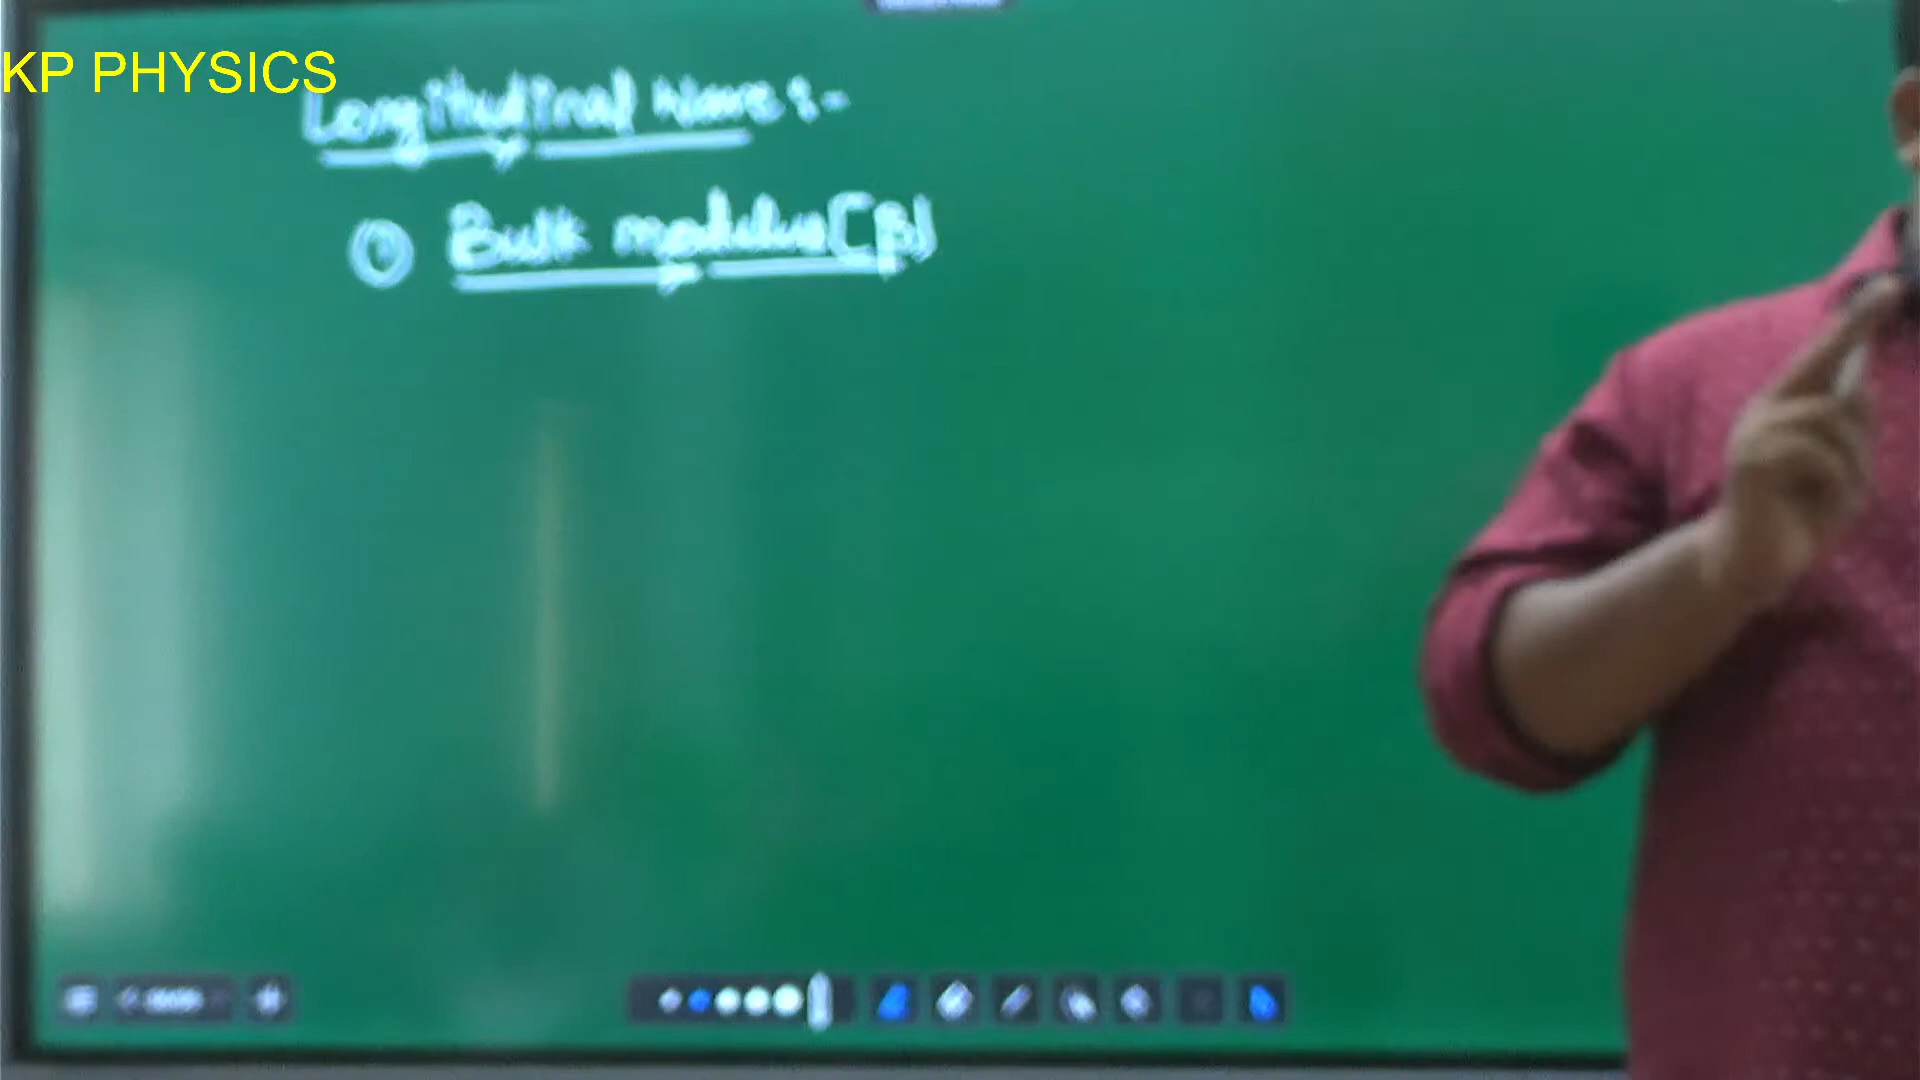 KP PHYSICS
Longitudinal wave :-
① Bulk modulus (β)